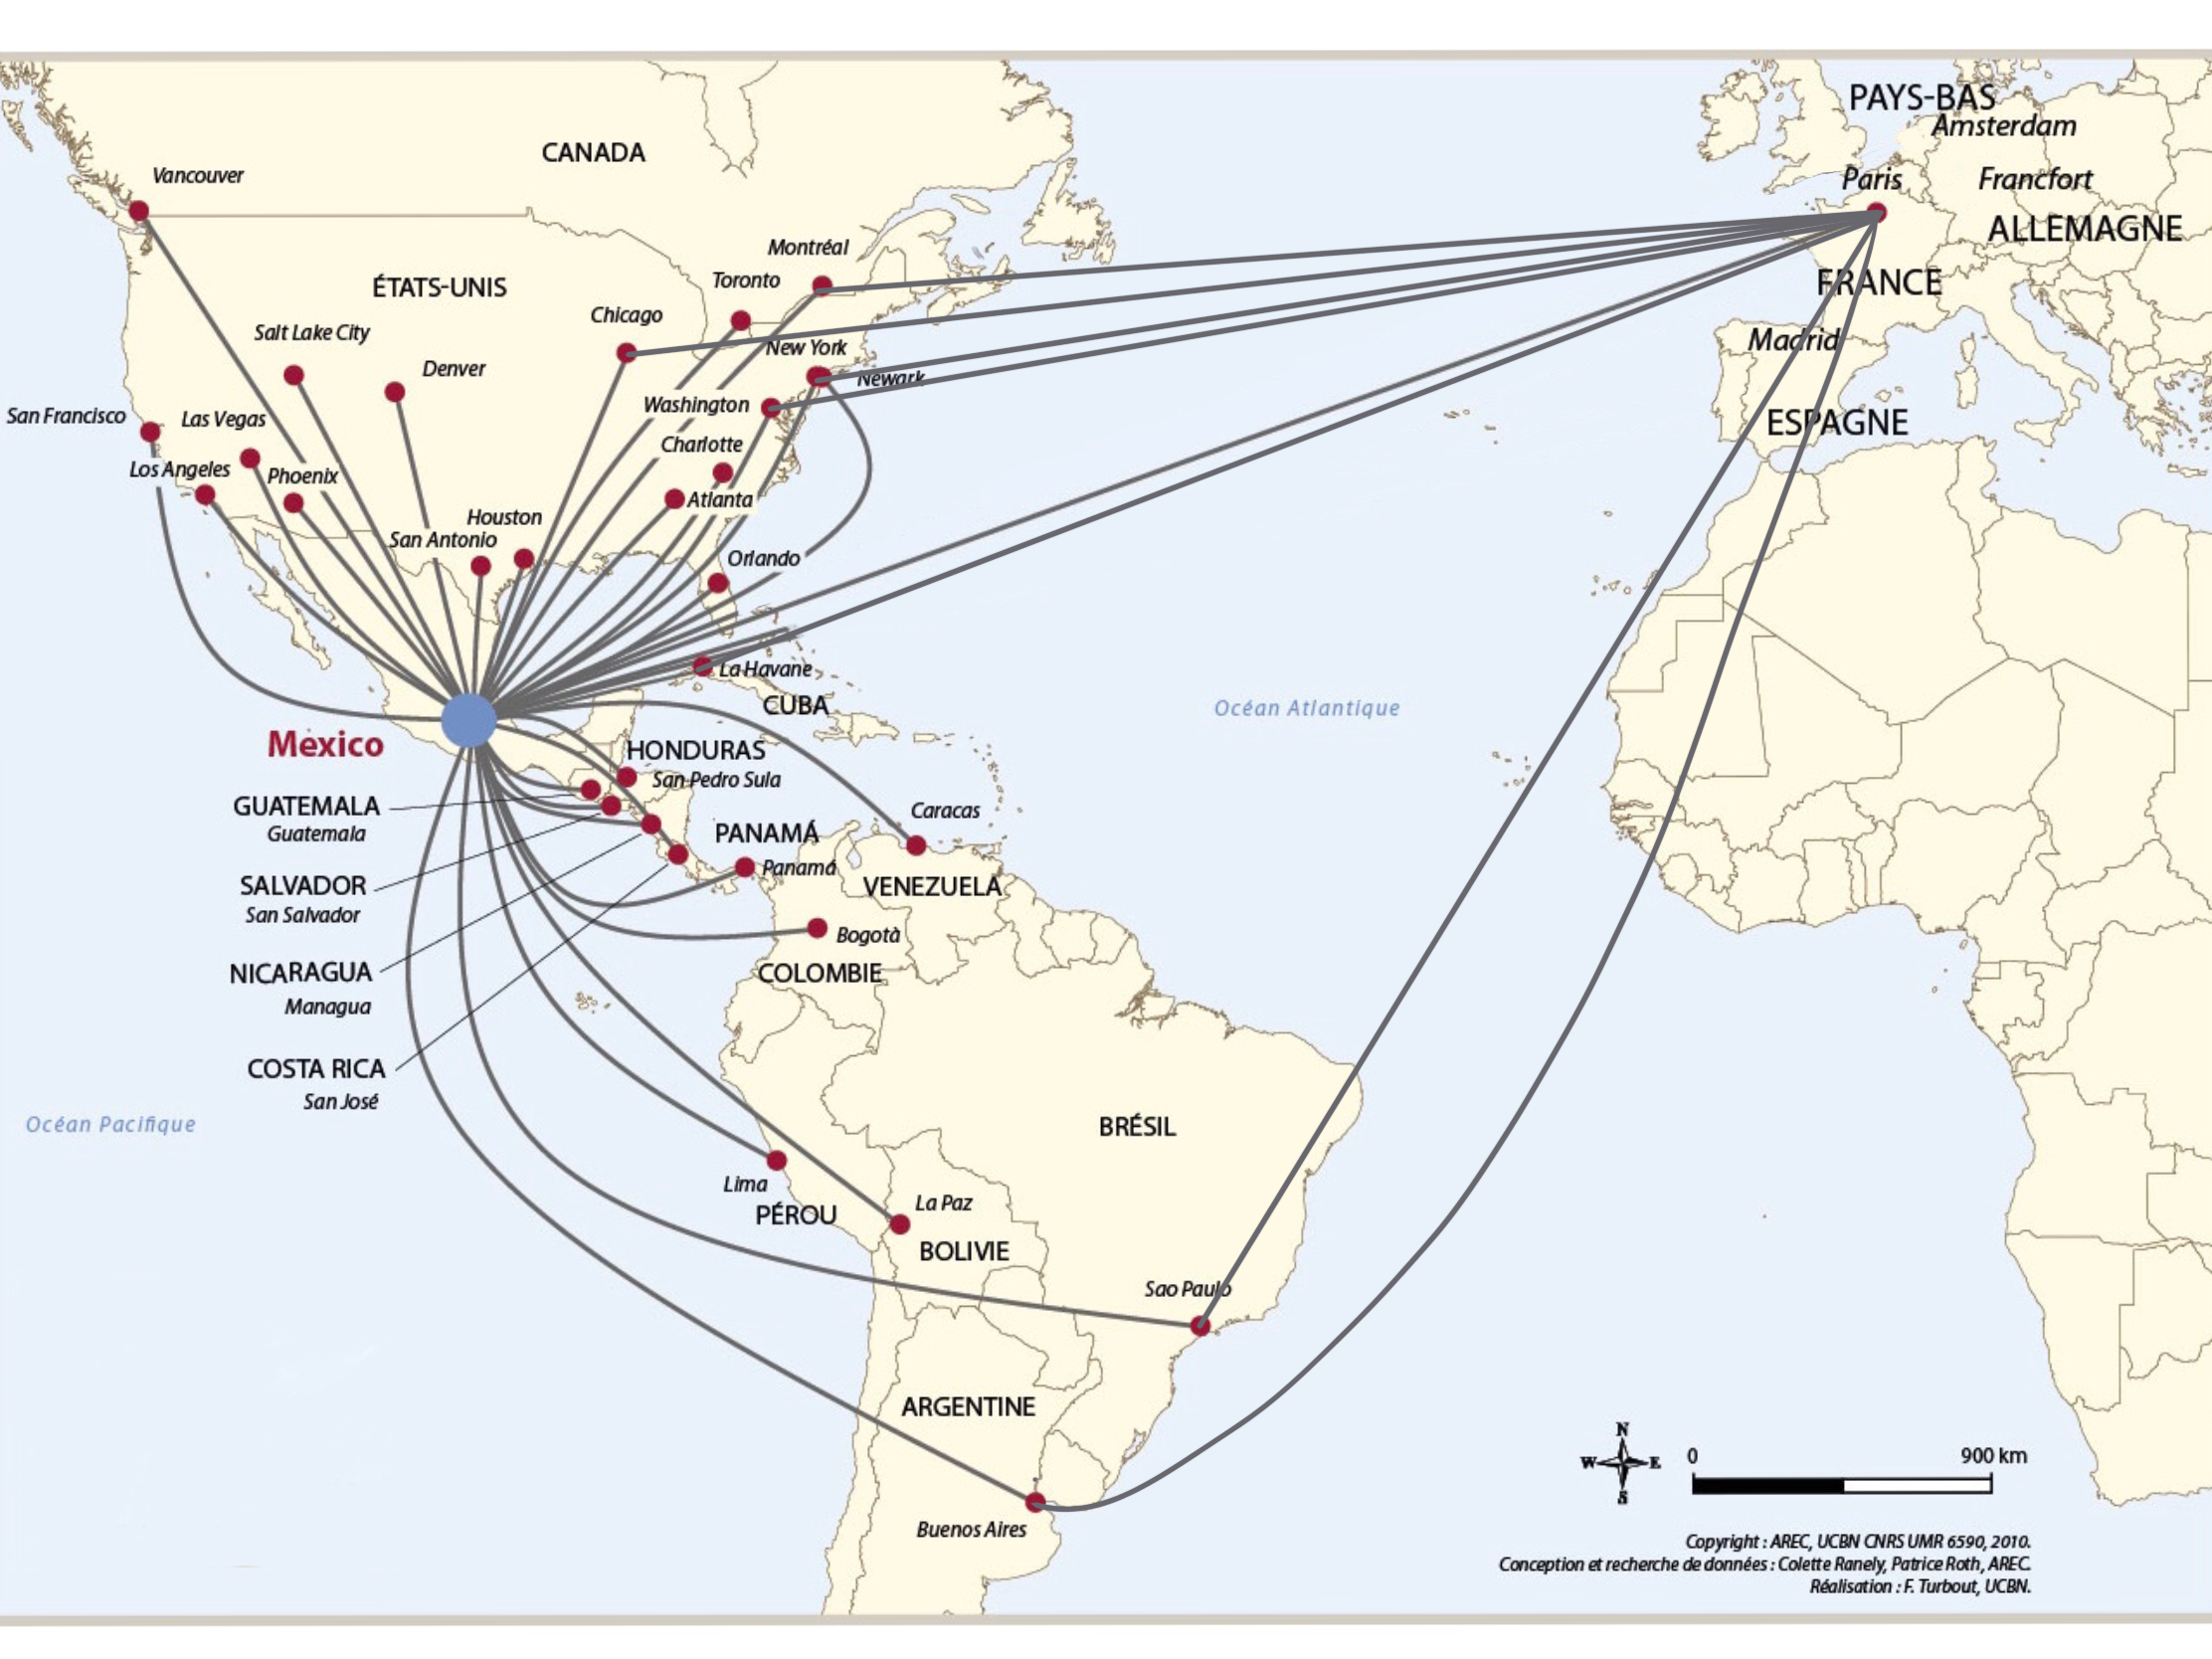 PAYS-BAS
Amsterdam
CANADA
Vancouver
Paris
Francfort
ALLEMAGNE
Montréal
Toronto
ÉTATS-UNIS
FRANCE
Chicago
Salt Lake City
New York
Madrid
Denver
Newark
San Francisco
Las Vegas
Washington
ESPAGNE
Charlotte
Los Angeles
Phoenix
Atlanta
Houston
San Antonio
Orlando
La Havane
CUBA
Océan Atlantique
Mexico
HONDURAS
San Pedro Sula
GUATEMALA
Guatemala
Caracas
PANAMÁ
Panamá
VENEZUELA
SALVADOR
San Salvador
Bogotà
COLOMBIE
NICARAGUA
Managua
COSTA RICA
San José
Océan Pacifique
BRÉSIL
Lima
PÉROU
La Paz
BOLIVIE
Sao Paulo
ARGENTINE
Buenos Aires
N
W E
S
0 900 km
Copyright : AREC, UCBN CNRS UMR 6590, 2010.
Conception et recherche de données : Colette Ranely, Patrice Roth, AREC.
Réalisation : F. Turbout, UCBN.